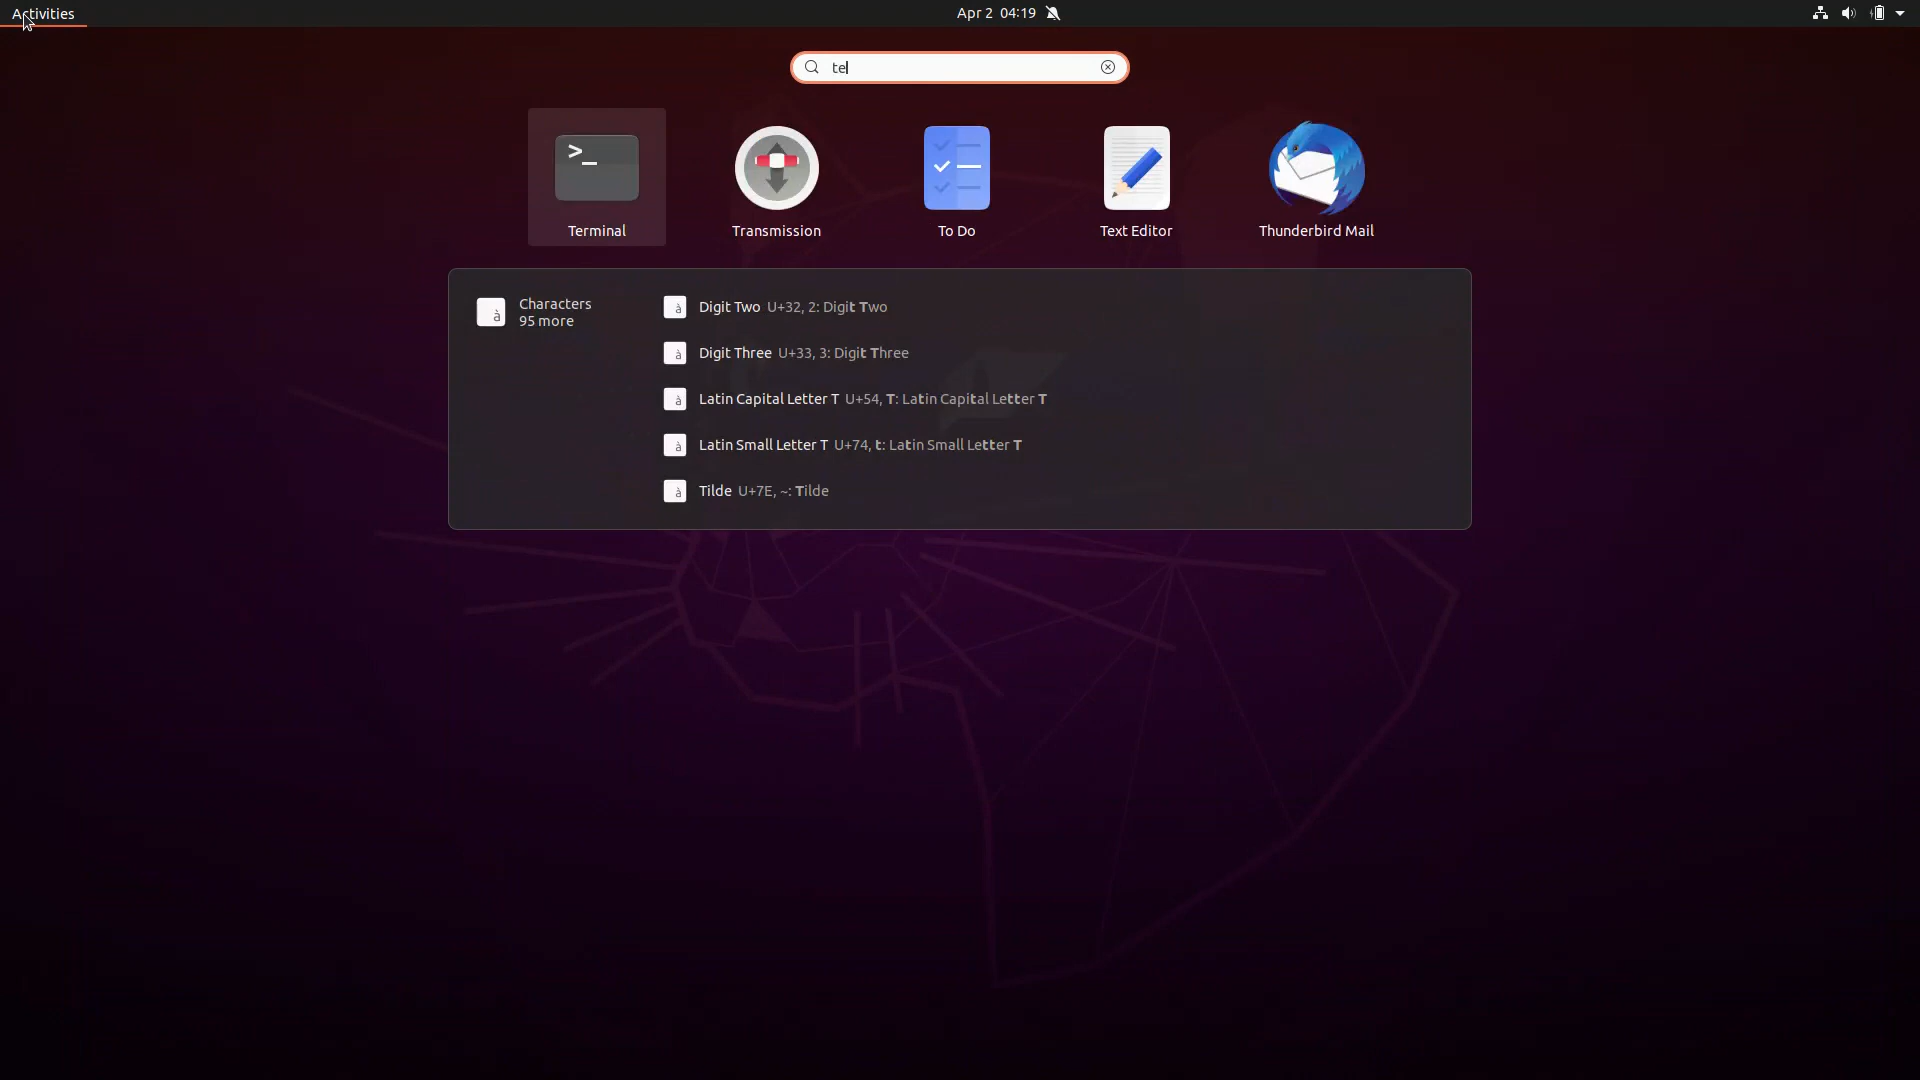 Activities
Apr 2 04:19
te
>_
Terminal
Transmission
To Do
Text Editor
Thunderbird Mail
Characters
95 more
à
à Digit Two U+32, 2: Digit Two
à Digit Three U+33, 3: Digit Three
à Latin Capital Letter T U+54, T: Latin Capital Letter T
à Latin Small Letter T U+74, t: Latin Small Letter T
à Tilde U+7E, ~: Tilde